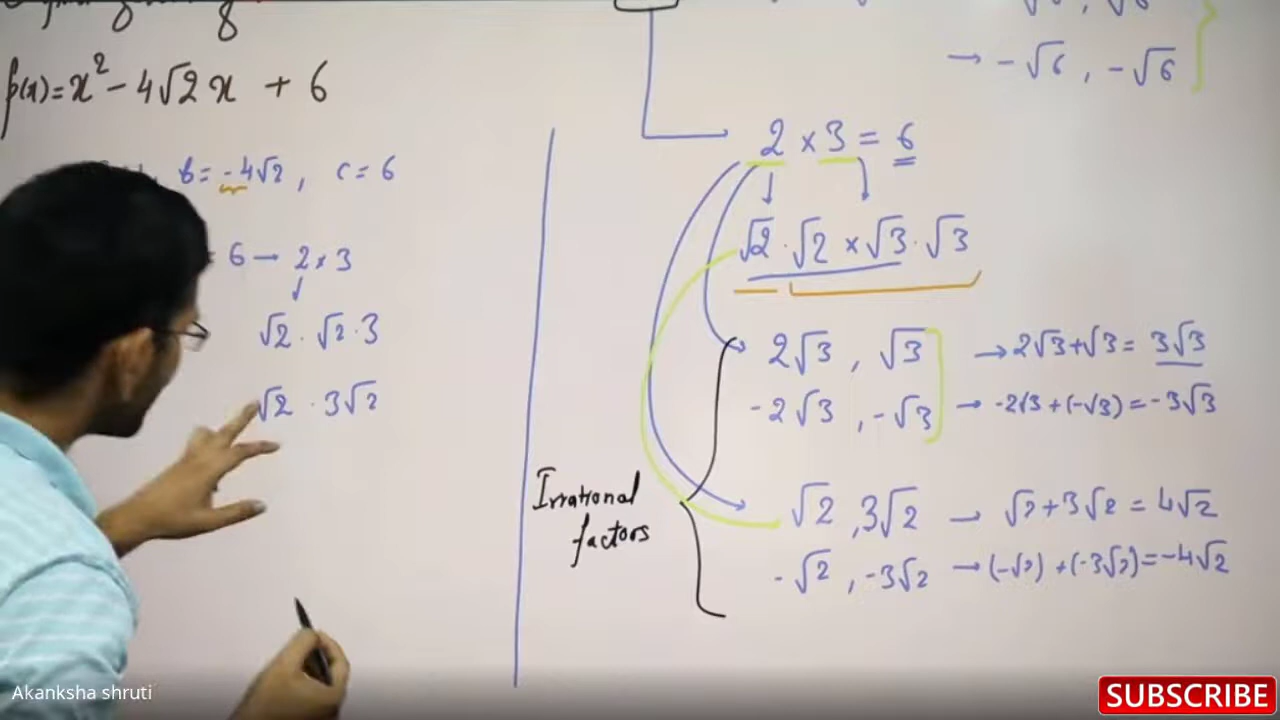 p(x)=x² - 4√2 x + 6
b= -4√2, c = 6
6 → 2 × 3
↓
√2 · √2 · 3
√2 · 3√2
→ -√6 , -√6
2 × 3 = 6
√2 · √2 × √3 · √3
2√3 , √3 → 2√3+√3 = 3√3
-2√3 , -√3 → -2√3 + (-√3) = -3√3
Irrational
factors
√2 , 3√2 → √2+3√2 = 4√2
-√2 , -3√2 → (-√2) + (-3√2) = -4√2
Akanksha shruti
SUBSCRIBE